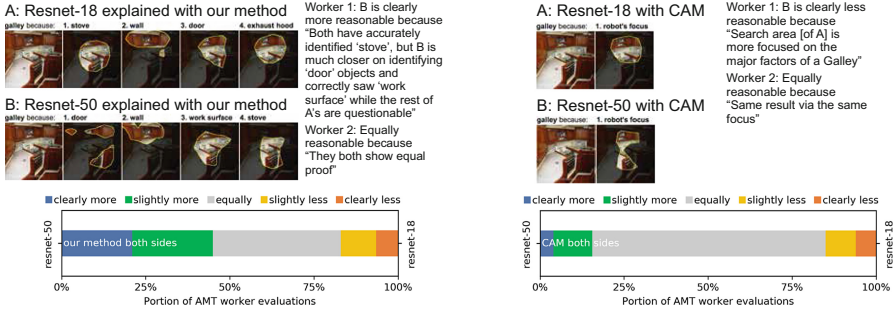 A: Resnet-18 explained with our method
galley because: 1. stove 2. wall 3. door 4. exhaust hood
B: Resnet-50 explained with our method
galley because: 1. door 2. wall 3. work surface 4. stove
Worker 1: B is clearly
more reasonable because
“Both have accurately
identified ‘stove’, but B is
much closer on identifying
‘door’ objects and
correctly saw ‘work
surface’ while the rest of
A’s are questionable”
Worker 2: Equally
reasonable because
“They both show equal
proof”
clearly more slightly more equally slightly less clearly less
resnet-50
our method both sides
resnet-18
0% 25% 50% 75% 100%
Portion of AMT worker evaluations
A: Resnet-18 with CAM
galley because: 1. robot's focus
B: Resnet-50 with CAM
galley because: 1. robot's focus
Worker 1: B is clearly less
reasonable because
“Search area [of A] is
more focused on the
major factors of a Galley”
Worker 2: Equally
reasonable because
“Same result via the same
focus”
clearly more slightly more equally slightly less clearly less
resnet-50
CAM both sides
resnet-18
0% 25% 50% 75% 100%
Portion of AMT worker evaluations